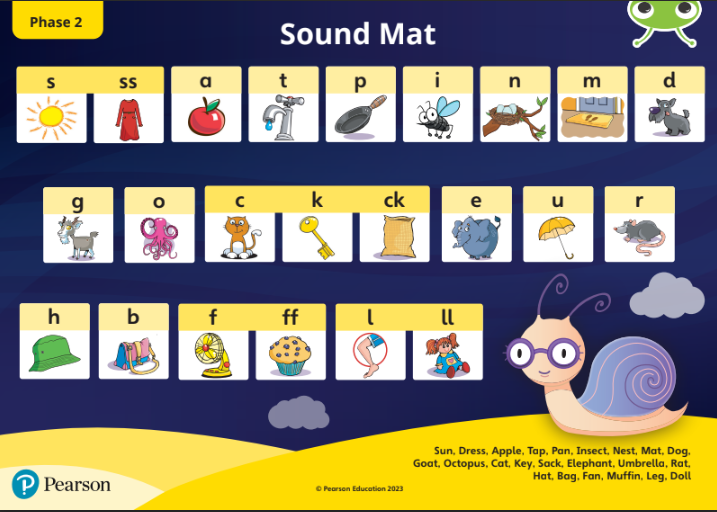 Phase 2
Sound Mat
s ss a t p i n m d
g o c k ck e u r
h b f ff l ll
Sun, Dress, Apple, Tap, Pan, Insect, Nest, Mat, Dog,
Goat, Octopus, Cat, Key, Sack, Elephant, Umbrella, Rat,
Hat, Bag, Fan, Muffin, Leg, Doll
P Pearson
© Pearson Education 2023